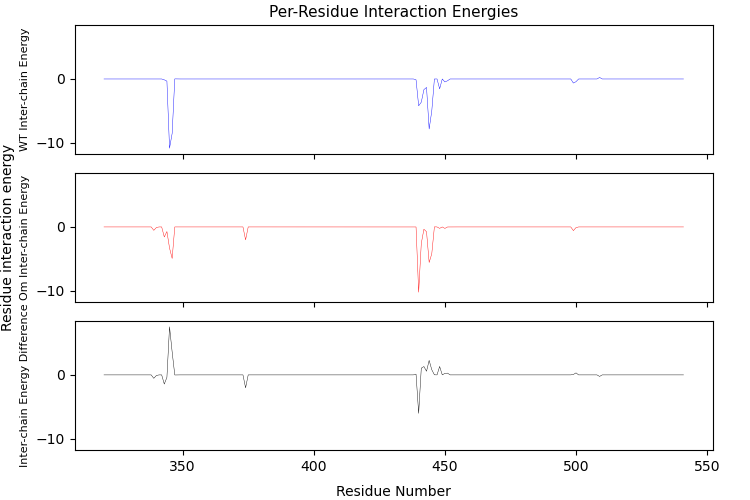 Per-Residue Interaction Energies
Residue interaction energy
WT Inter-chain Energy
0
−10
Om Inter-chain Energy
0
−10
Inter-chain Energy Difference
0
−10
350
400
450
500
550
Residue Number